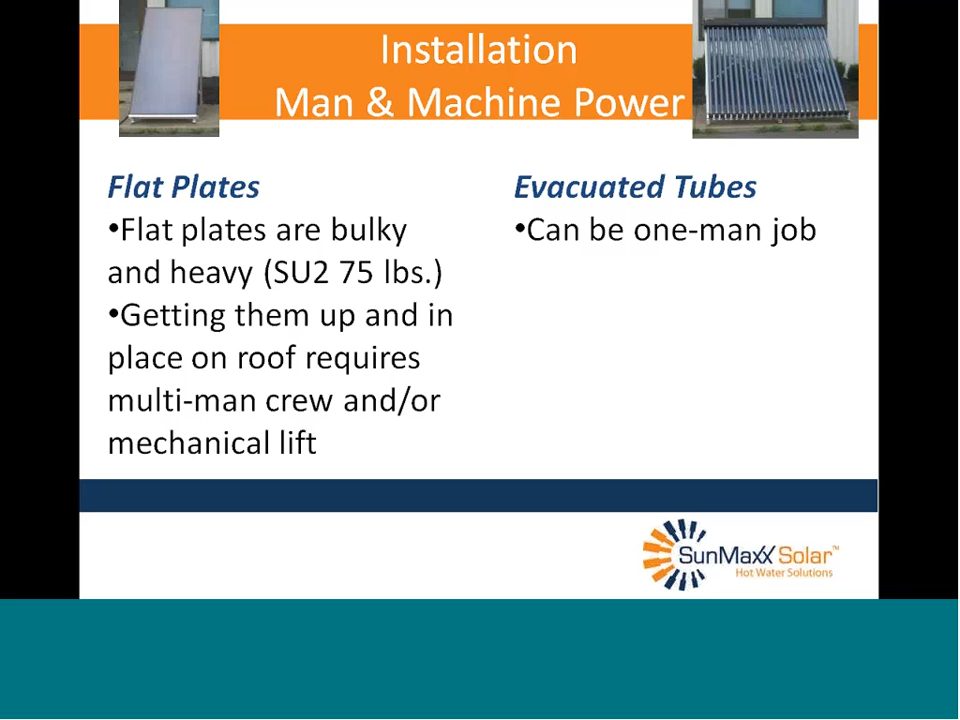 Installation
Man & Machine Power
Flat Plates
•Flat plates are bulky
and heavy (SU2 75 lbs.)
•Getting them up and in
place on roof requires
multi-man crew and/or
mechanical lift
Evacuated Tubes
•Can be one-man job
SunMaxx Solar™
Hot Water Solutions